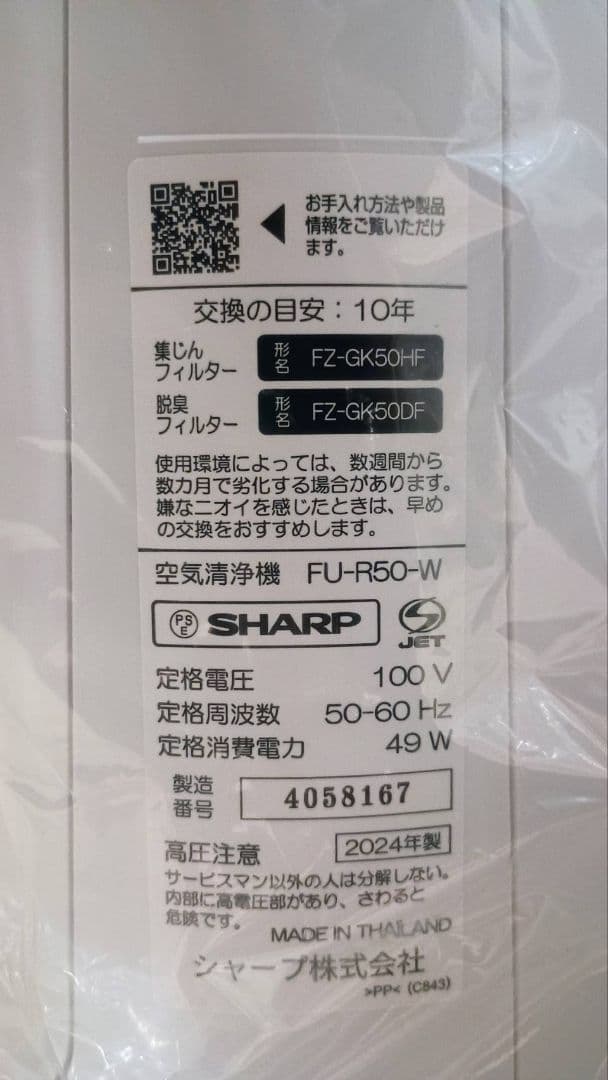 お手入れ方法や製品
情報をご覧いただけ
ます。
交換の目安：10年
集じん
フィルター
形名 FZ-GK50HF
脱臭
フィルター
形名 FZ-GK50DF
使用環境によっては、数週間から
数カ月で劣化する場合があります。
嫌なニオイを感じたときは、早め
の交換をおすすめします。
空気清浄機 FU-R50-W
PSE SHARP
JET
定格電圧 100 V
定格周波数 50-60 Hz
定格消費電力 49 W
製造
番号
4058167
高圧注意 2024年製
サービスマン以外の人は分解しない。
内部に高電圧部があり、さわると
危険です。
MADE IN THAILAND
シャープ株式会社
>PP< (C843)